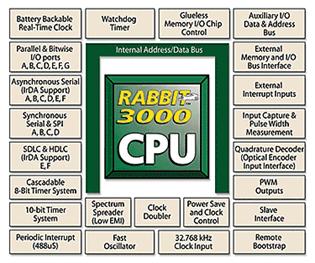 Battery Backable
Real-Time Clock
Watchdog
Timer
Glueless
Memory I/O Chip
Control
Auxiliary I/O
Data & Address
Bus
Parallel & Bitwise
I/O ports
A, B, C, D, E, F, G
Internal Address/Data Bus
External
Memory and I/O
Bus Interface
Asynchronous Serial
(IrDA Support)
A, B, C, D, E, F
External
Interrupt Inputs
Synchronous
Serial & SPI
A, B, C, D
RABBIT
3000
CPU
Input Capture &
Pulse Width
Measurement
SDLC & HDLC
(IrDA Support)
E, F
Quadrature Decoder
(Optical Encoder
Input Interface)
Cascadable
8-Bit Timer System
PWM
Outputs
10-bit Timer
System
Spectrum
Spreader
(Low EMI)
Clock
Doubler
Power Save
and Clock
Control
Slave
Interface
Periodic Interrupt
(488uS)
Fast
Oscillator
32.768 kHz
Clock Input
Remote
Bootstrap